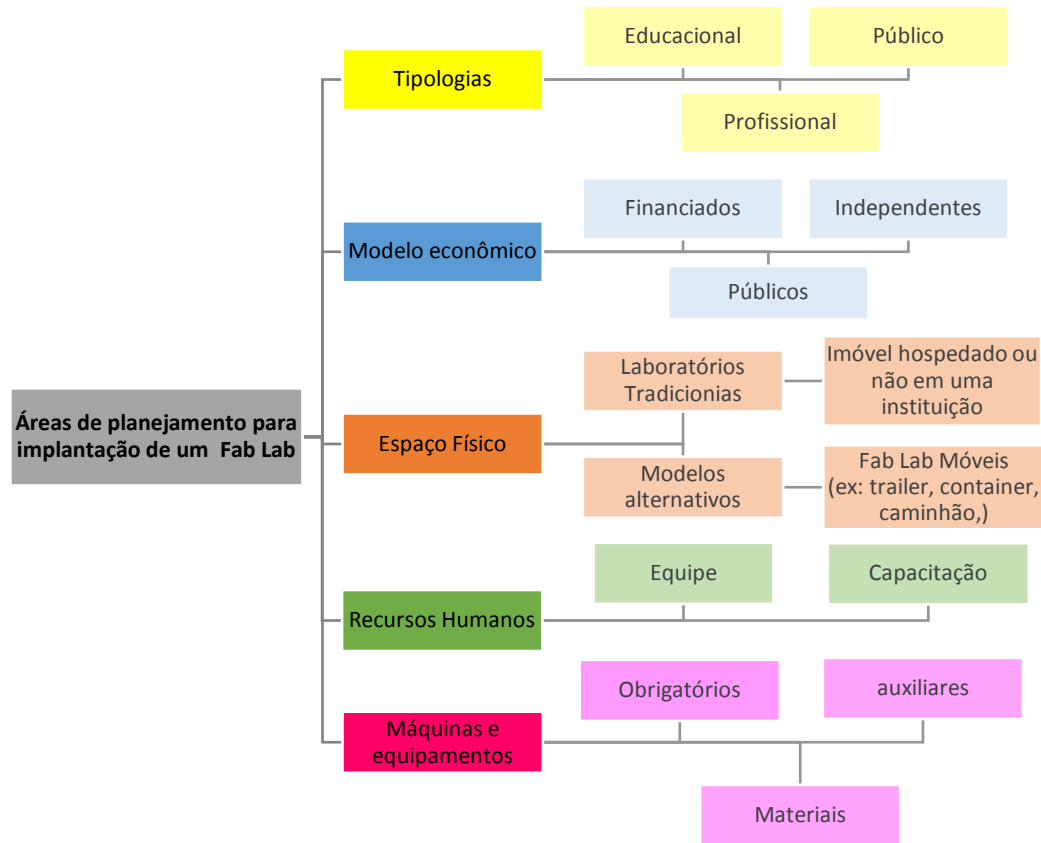 Educacional
Público
Tipologias
Profissional
Financiados
Independentes
Modelo econômico
Públicos
Áreas de planejamento para
implantação de um  Fab Lab
Laboratórios
Tradicionias
Imóvel hospedado ou
não em uma
instituição
Espaço Físico
Modelos
alternativos
Fab Lab Móveis
(ex: trailer, container,
caminhão,)
Equipe
Capacitação
Recursos Humanos
Obrigatórios
auxiliares
Máquinas e
equipamentos
Materiais